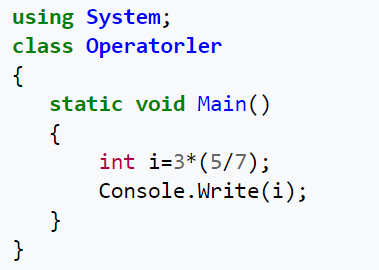 using System;
class Operatorler
{
   static void Main()
   {
      int i=3*(5/7);
      Console.Write(i);
   }
}